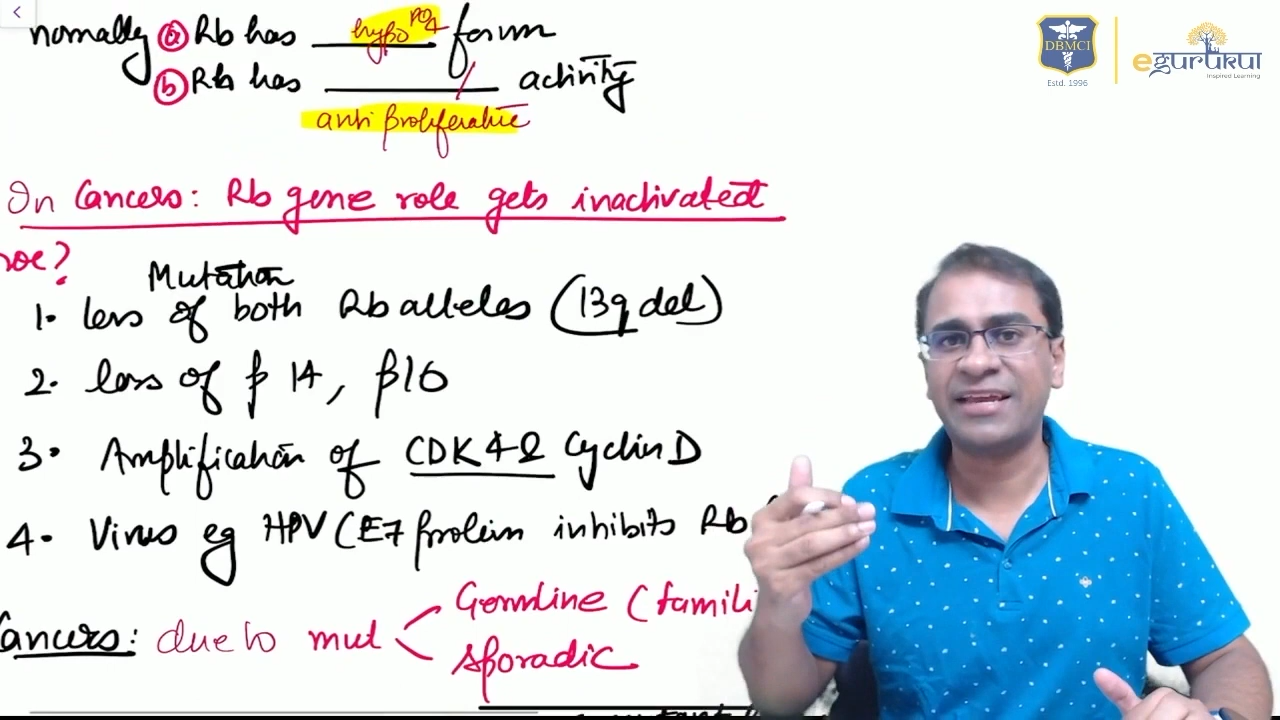 normally ⓐ Rb has hypo PO4 form
ⓑ Rb has ________ activity
anti proliferative
In Cancers: Rb gene role gets inactivated
?
Mutation
1. loss of both Rb alleles (13q del)
2. loss of p14, p16
3. Amplification of CDK4 & Cyclin D
4. Virus eg HPV (E7 protein inhibits Rb
Cancers: due to mul
Germline (famili
sporadic
DBMCI
Estd. 1996
egurukul
Inspired Learning